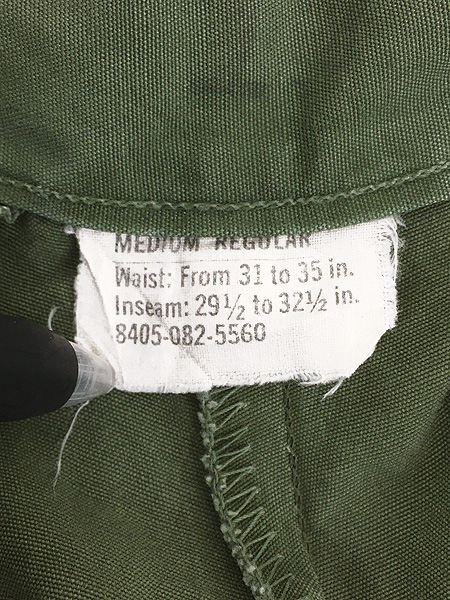 MEDIUM REGULAR
Waist: From 31 to 35 in.
Inseam: 29½ to 32½ in.
8405-082-5560